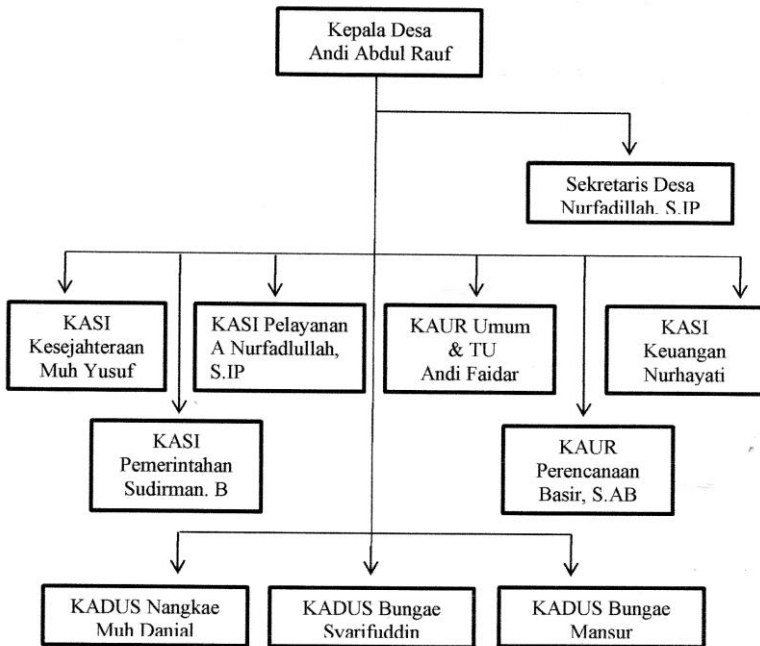 Kepala Desa
Andi Abdul Rauf
Sekretaris Desa
Nurfadillah, S.IP
KASI
Kesejahteraan
Muh Yusuf
KASI Pelayanan
A Nurfadlullah,
S.IP
KAUR Umum
& TU
Andi Faidar
KASI
Keuangan
Nurhayati
KASI
Pemerintahan
Sudirman. B
KAUR
Perencanaan
Basir, S.AB
KADUS Nangkae
Muh Danial
KADUS Bungae
Syarifuddin
KADUS Bungae
Mansur